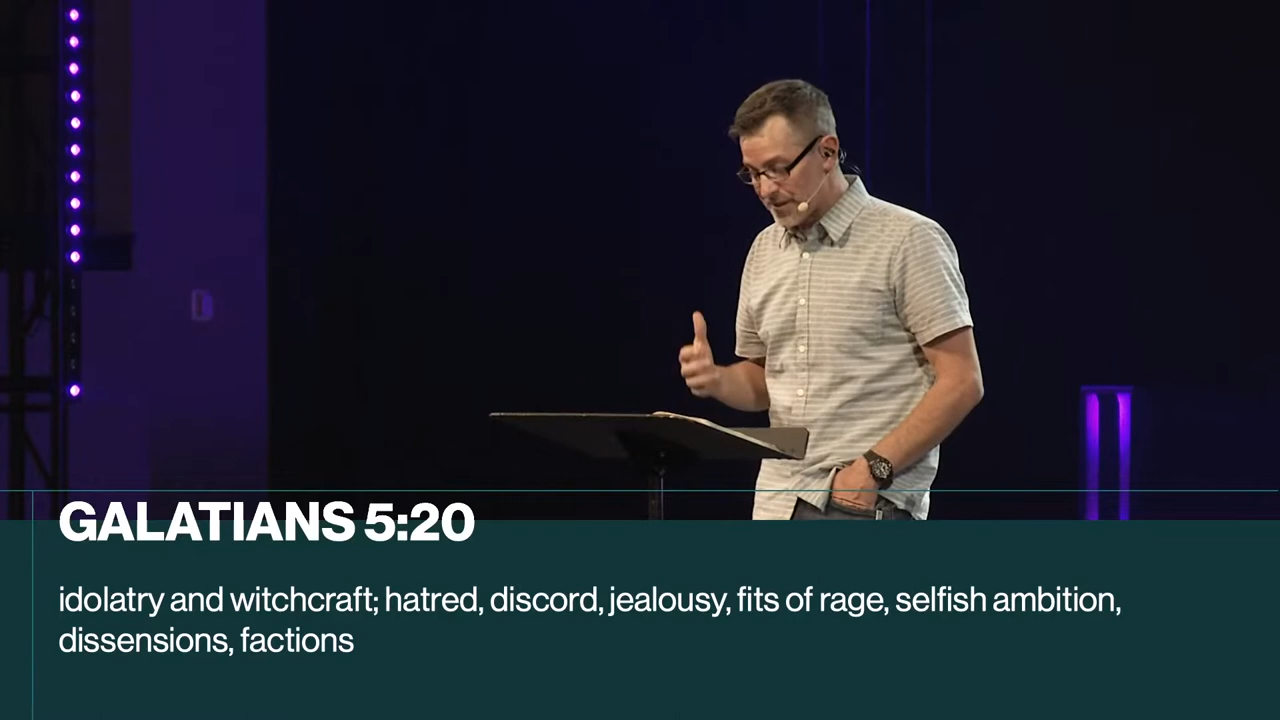 GALATIANS 5:20
idolatry and witchcraft; hatred, discord, jealousy, fits of rage, selfish ambition,
dissensions, factions